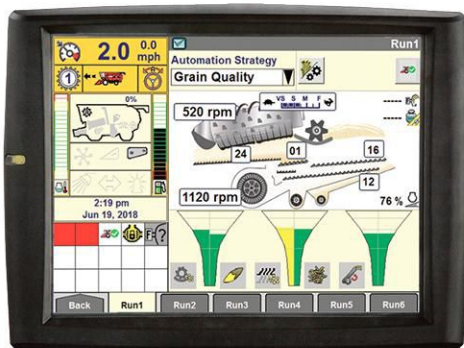 2.0
0.0
mph
Run1
Automation Strategy
Grain Quality
1
VS S M F
0%
520 rpm
24
01
16
12
1120 rpm
76 %
2:19 pm
Jun 19, 2018
F
?
Back
Run1
Run2
Run3
Run4
Run5
Run6